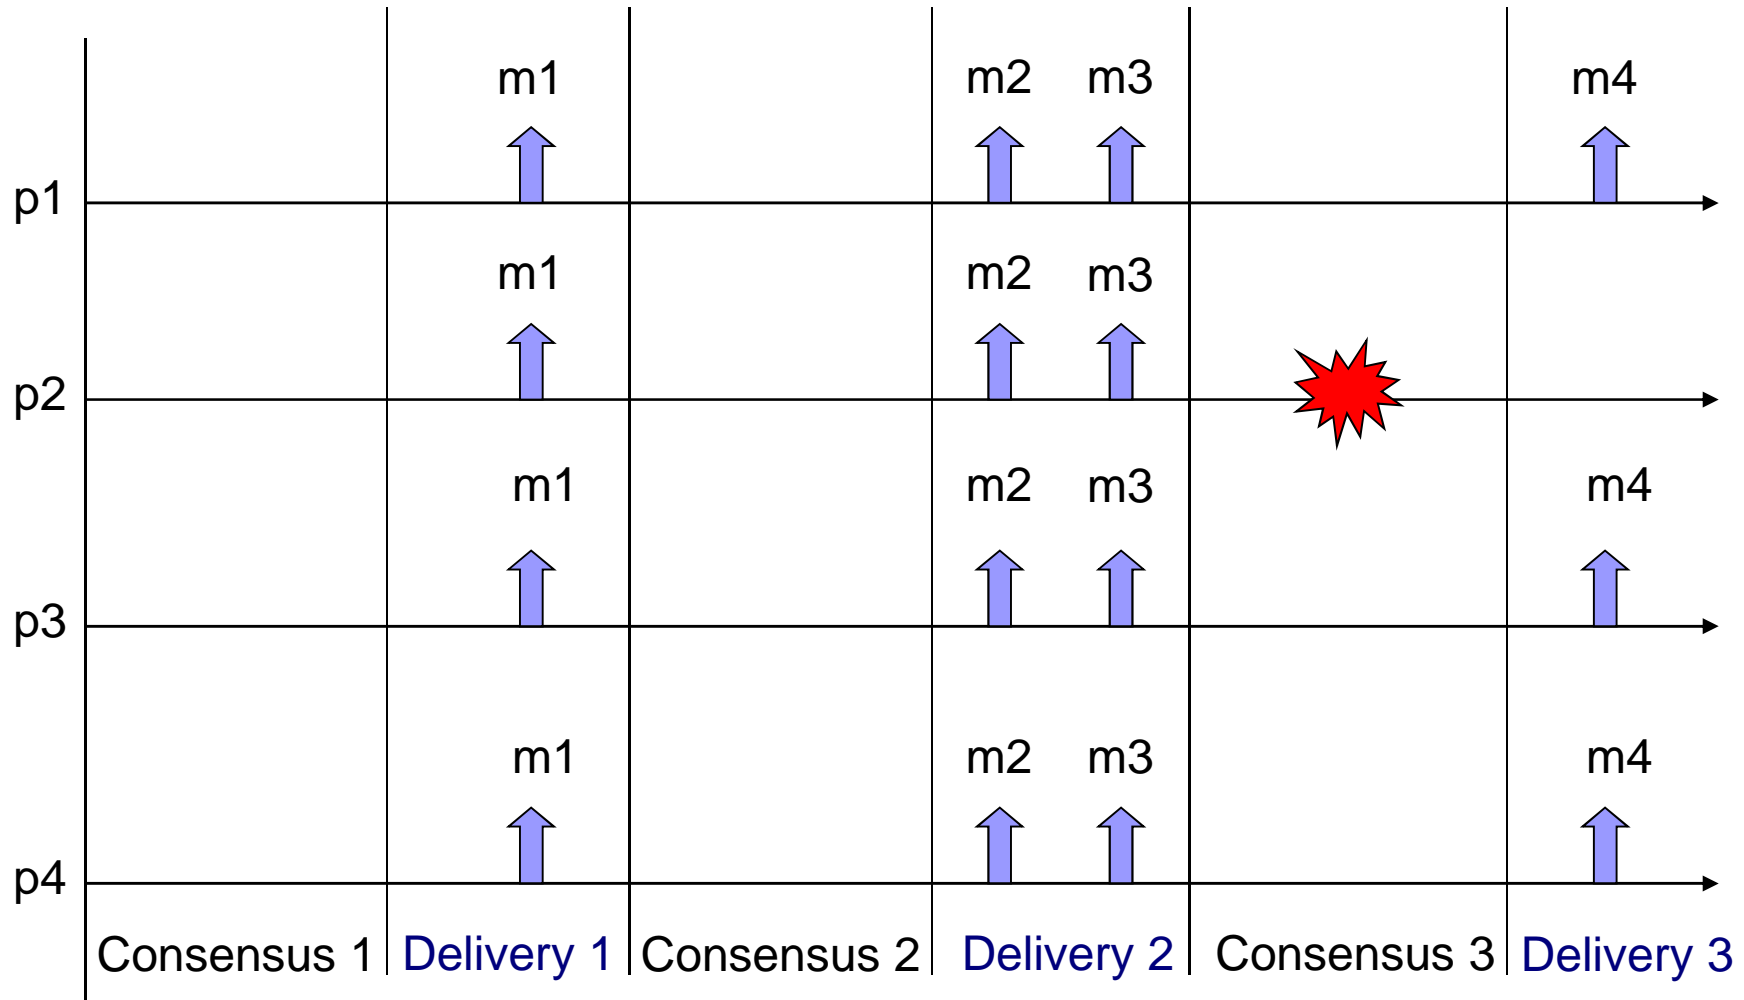 m1 m2 m3 m4
p1
m1 m2 m3
p2
m1 m2 m3 m4
p3
m1 m2 m3 m4
p4
Consensus 1 Delivery 1 Consensus 2 Delivery 2 Consensus 3 Delivery 3